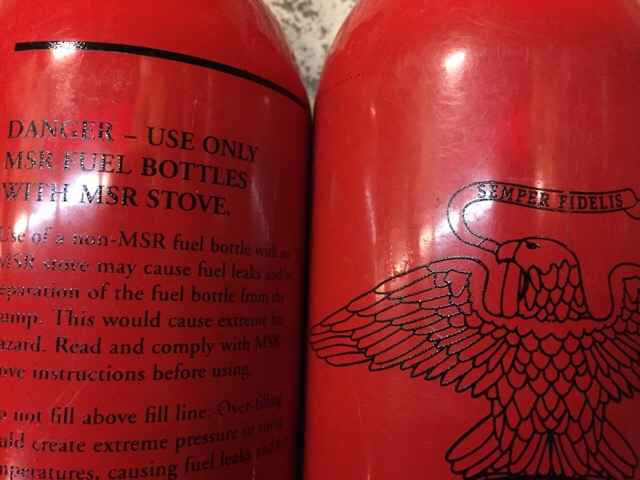 DANGER – USE ONLY
MSR FUEL BOTTLES
WITH MSR STOVE.
Use of a non-MSR fuel bottle with an
MSR stove may cause fuel leaks and/or
of the fuel bottle from the
This would cause extreme fire
Read and comply with MSR
instructions before using.
not fill above fill line. Over-filling
create extreme pressure in rising
causing fuel leaks and
SEMPER FIDELIS